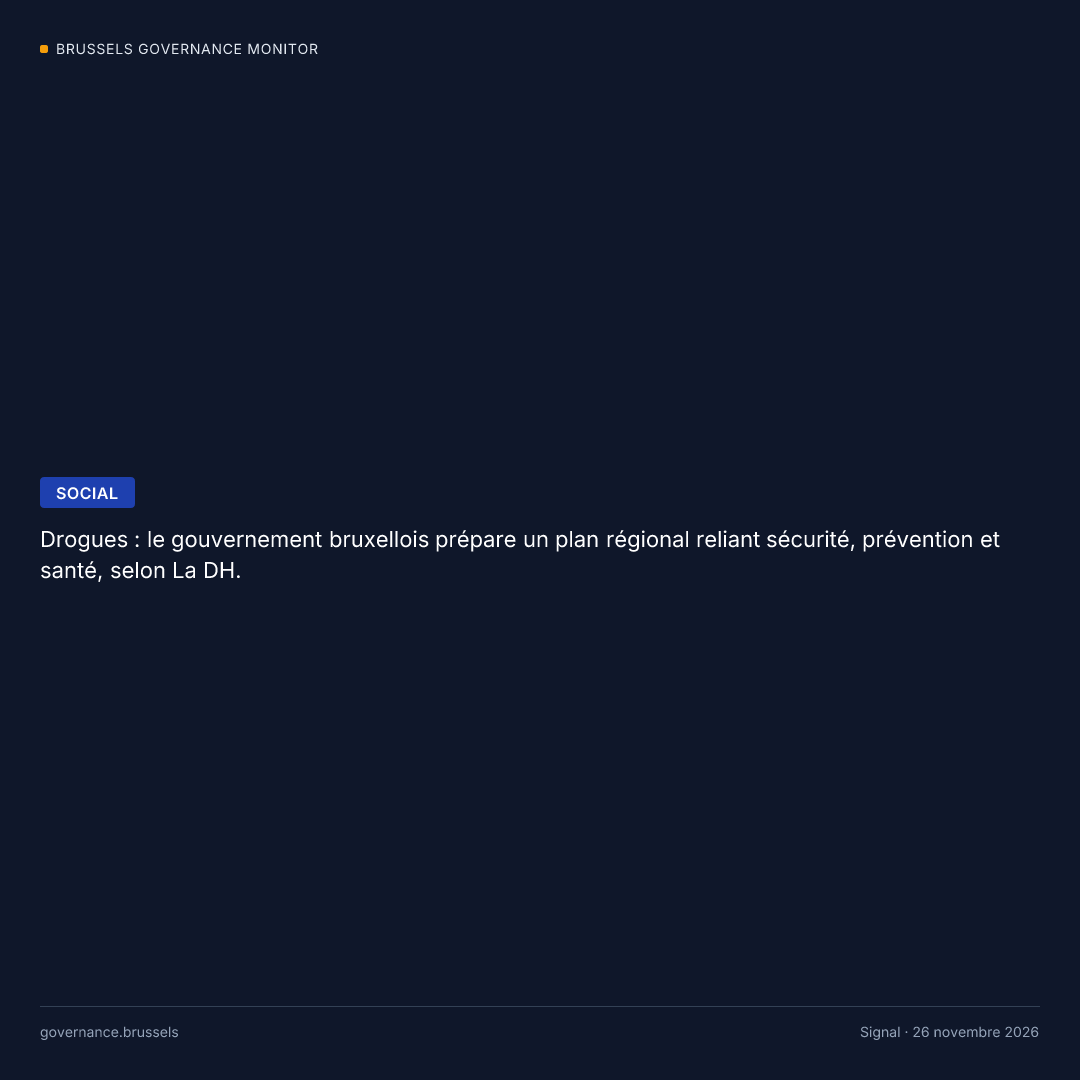 BRUSSELS GOVERNANCE MONITOR
SOCIAL
Drogues : le gouvernement bruxellois prépare un plan régional reliant sécurité, prévention et
santé, selon La DH.
governance.brussels
Signal · 26 novembre 2026